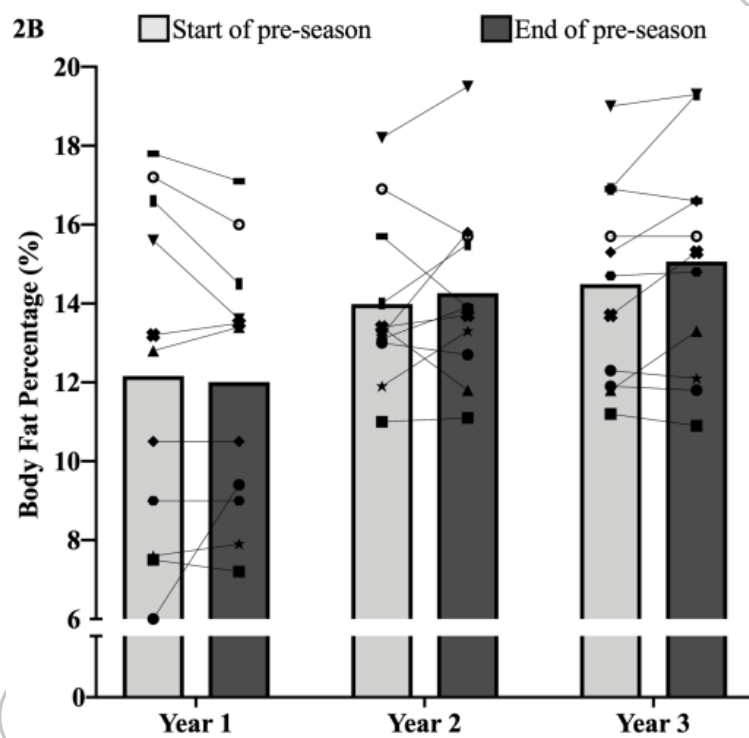 2B
Start of pre-season
End of pre-season
Body Fat Percentage (%)
20
18
16
14
12
10
8
6
0
Year 1
Year 2
Year 3